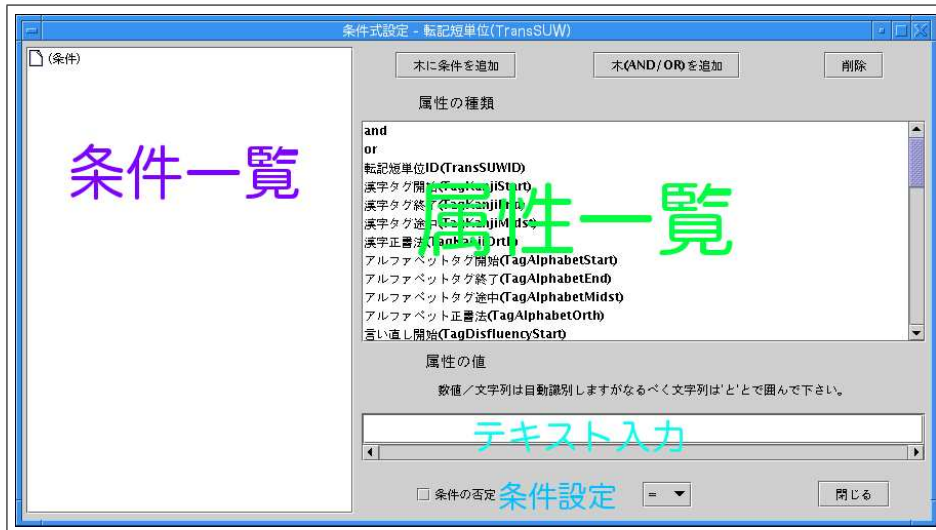 条件式設定 - 転記短単位(TransSUW)
(条件)
木に条件を追加
木(AND/OR)を追加
削除
属性の種類
条件一覧
and
or
転記短単位ID(TransSUWID)
漢字タグ開始(TagKanjiStart)
漢字タグ終了(TagKanjiEnd)
漢字タグ途中(TagKanjiMidst)
漢字正書法(TagKanjiOrth)
属性一覧
アルファベットタグ開始(TagAlphabetStart)
アルファベットタグ終了(TagAlphabetEnd)
アルファベットタグ途中(TagAlphabetMidst)
アルファベット正書法(TagAlphabetOrth)
言い直し開始(TagDisfluencyStart)
属性の値
数値／文字列は自動識別しますがなるべく文字列は'と'とで囲んで下さい。
テキスト入力
条件の否定
条件設定
=
閉じる